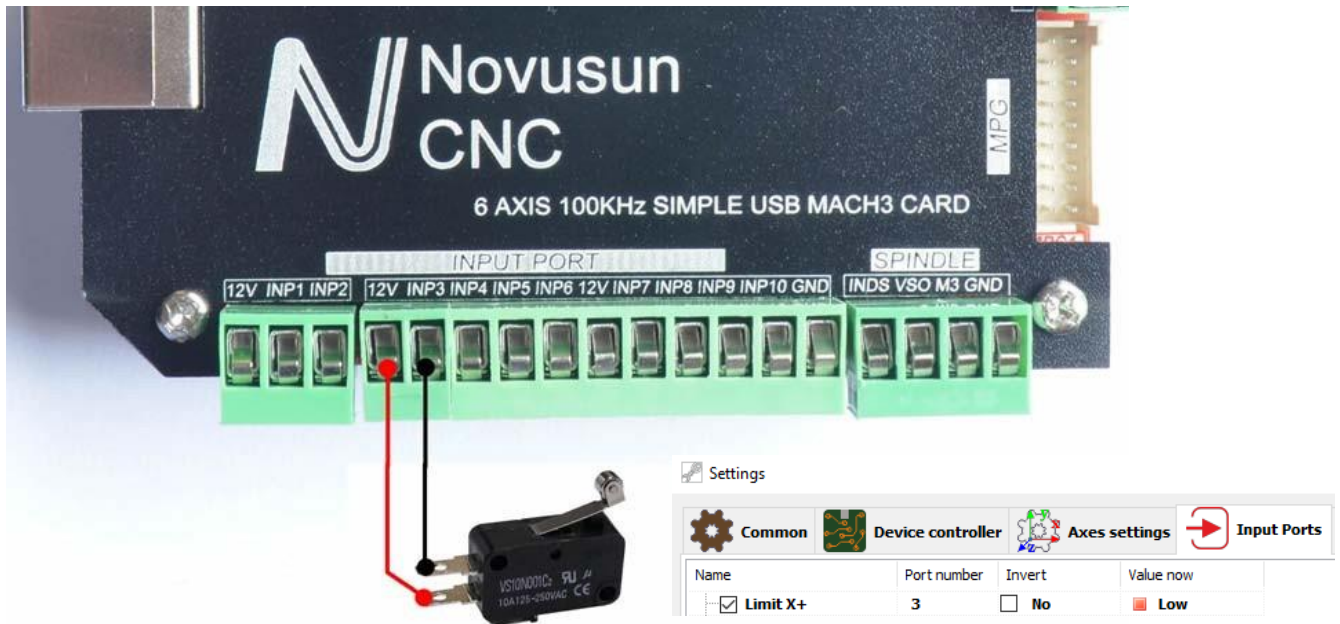 Novusun
CNC
MPG
6 AXIS 100KHz SIMPLE USB MACH3 CARD
INPUT PORT
SPINDLE
12V INP1 INP2
12V INP3 INP4 INP5 INP6 12V INP7 INP8 INP9 INP10 GND
INDS VSO M3 GND
Settings
Common
Device controller
Axes settings
Input Ports
Name Port number Invert Value now
Limit X+ 3 No Low
10A125-250VAC CE